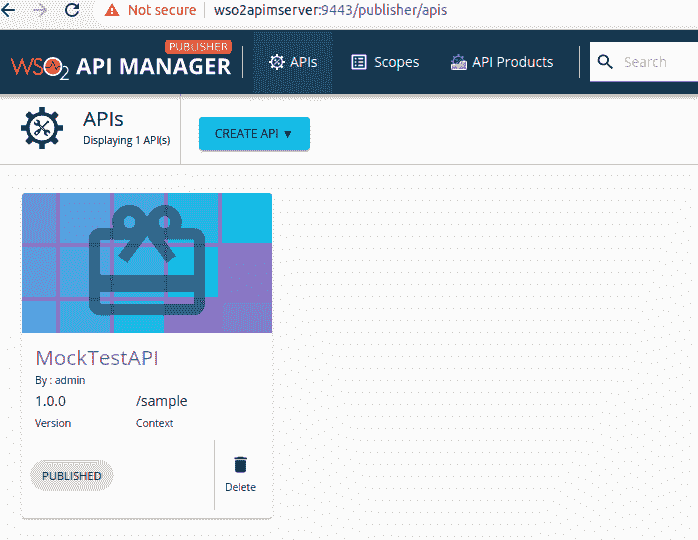 Not secure wso2apimserver:9443/publisher/apis
PUBLISHER
WSO2 API MANAGER
APIs
Scopes
API Products
Search
APIs
Displaying 1 API(s)
CREATE API ▼
MockTestAPI
By : admin
1.0.0 /sample
Version Context
PUBLISHED
Delete